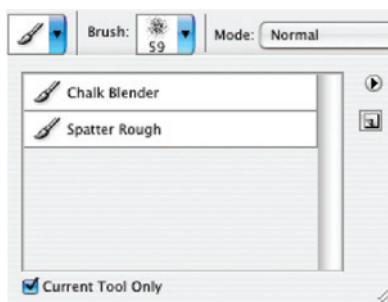 Brush: 59 Mode: Normal
Chalk Blender
Spatter Rough
Current Tool Only